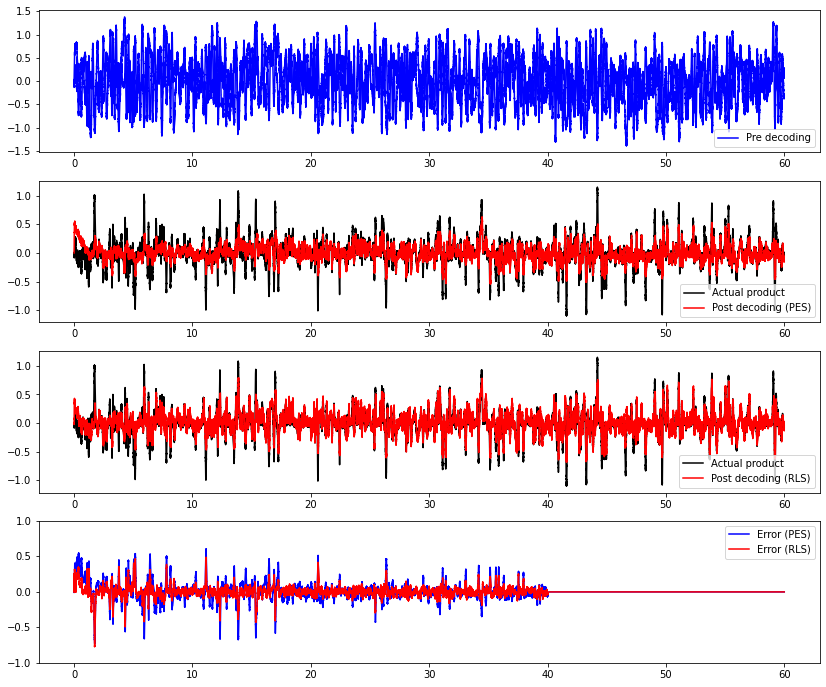 1.5
1.0
0.5
0.0
−0.5
−1.0
−1.5
Pre decoding
0 10 20 30 40 50 60
1.0
0.5
0.0
−0.5
−1.0
Actual product
Post decoding (PES)
0 10 20 30 40 50 60
1.0
0.5
0.0
−0.5
−1.0
Actual product
Post decoding (RLS)
0 10 20 30 40 50 60
1.0
0.5
0.0
−0.5
−1.0
Error (PES)
Error (RLS)
0 10 20 30 40 50 60